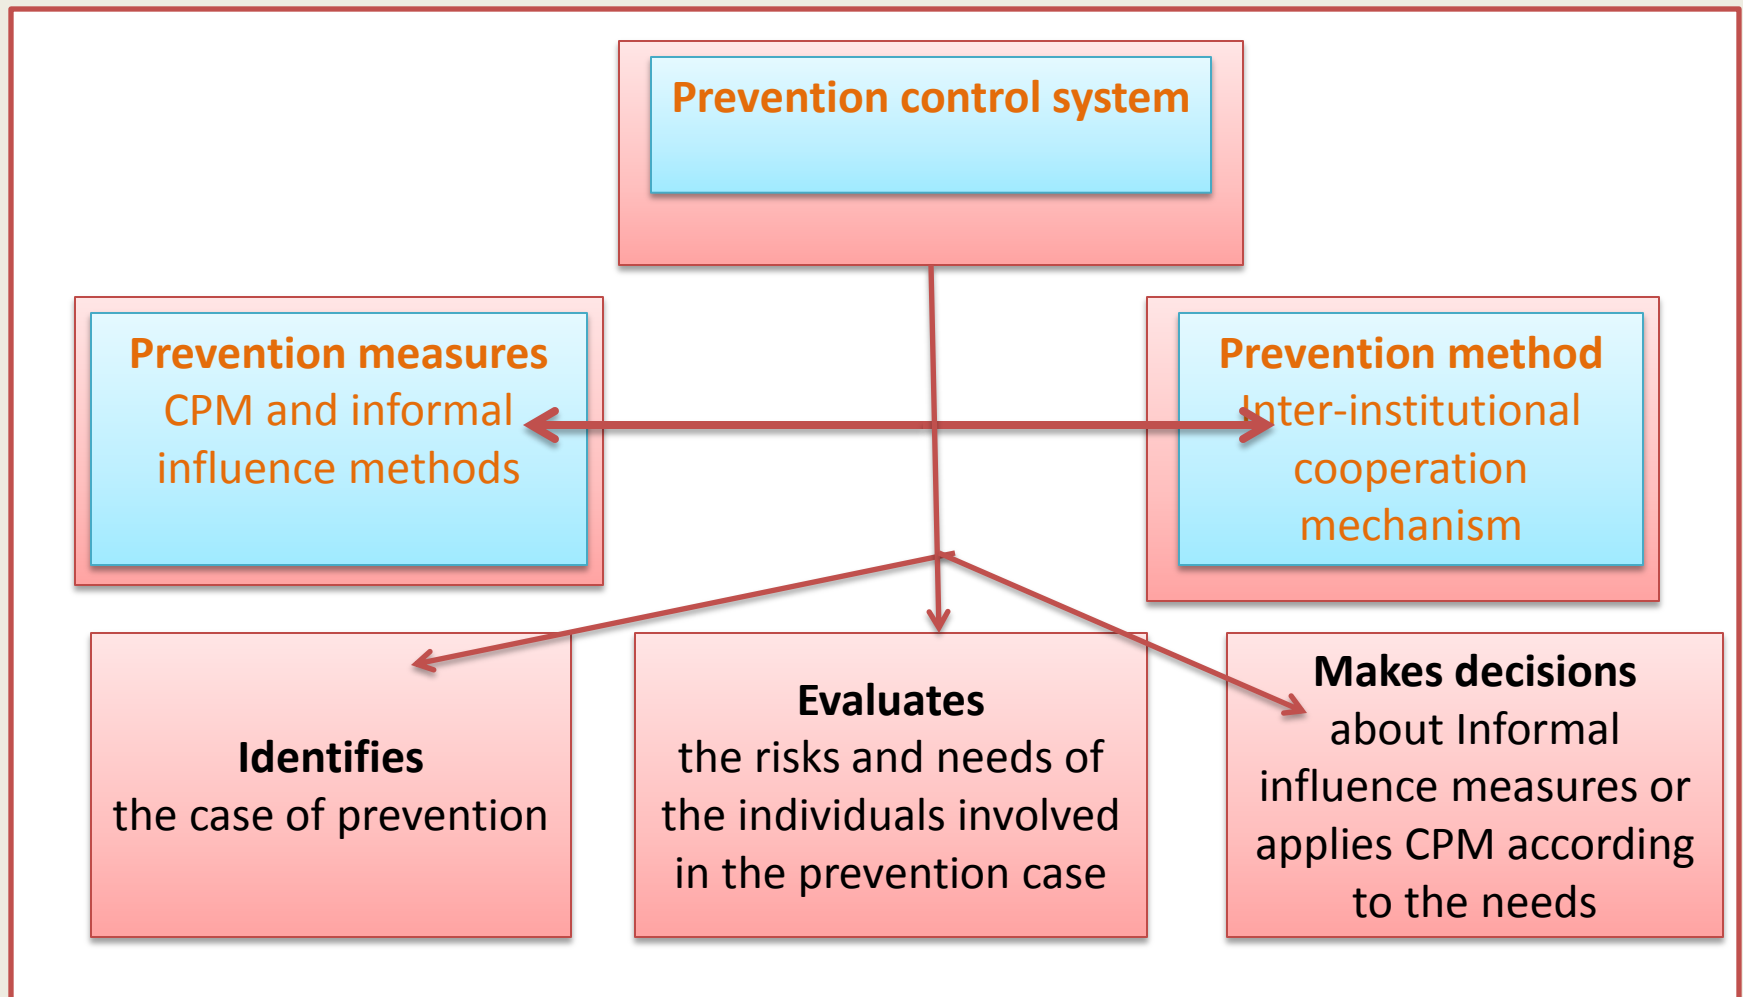 Prevention control system
Prevention measures
CPM and informal
influence methods
Prevention method
Inter-institutional
cooperation
mechanism
Identifies
the case of prevention
Evaluates
the risks and needs of
the individuals involved
in the prevention case
Makes decisions
about Informal
influence measures or
applies CPM according
to the needs